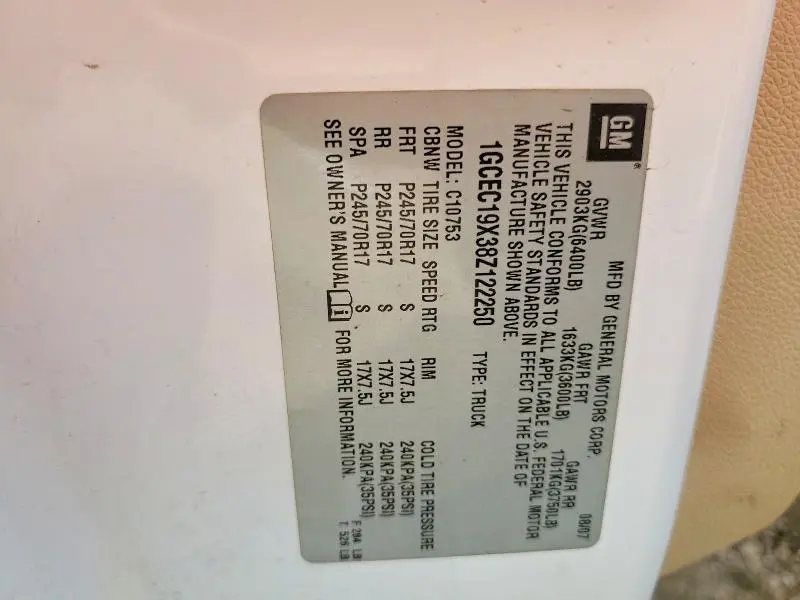 GM®
MFD BY GENERAL MOTORS CORP. 08/07
GVWR GAWR FRT GAWR RR
2903KG(6400LB) 1633KG(3600LB) 1701KG(3750LB)
THIS VEHICLE CONFORMS TO ALL APPLICABLE U.S. FEDERAL MOTOR
VEHICLE SAFETY STANDARDS IN EFFECT ON THE DATE OF
MANUFACTURE SHOWN ABOVE.
1GCEC19X38Z122250 TYPE: TRUCK
MODEL: C10753
CBNW TIRE SIZE SPEED RTG RIM COLD TIRE PRESSURE
FRT P245/70R17 S 17X7.5J 240KPA(35PSI)
RR P245/70R17 S 17X7.5J 240KPA(35PSI)
SPA P245/70R17 S 17X7.5J 240KPA(35PSI)
SEE OWNER'S MANUAL i FOR MORE INFORMATION.
F 284 LB
T 526 LB